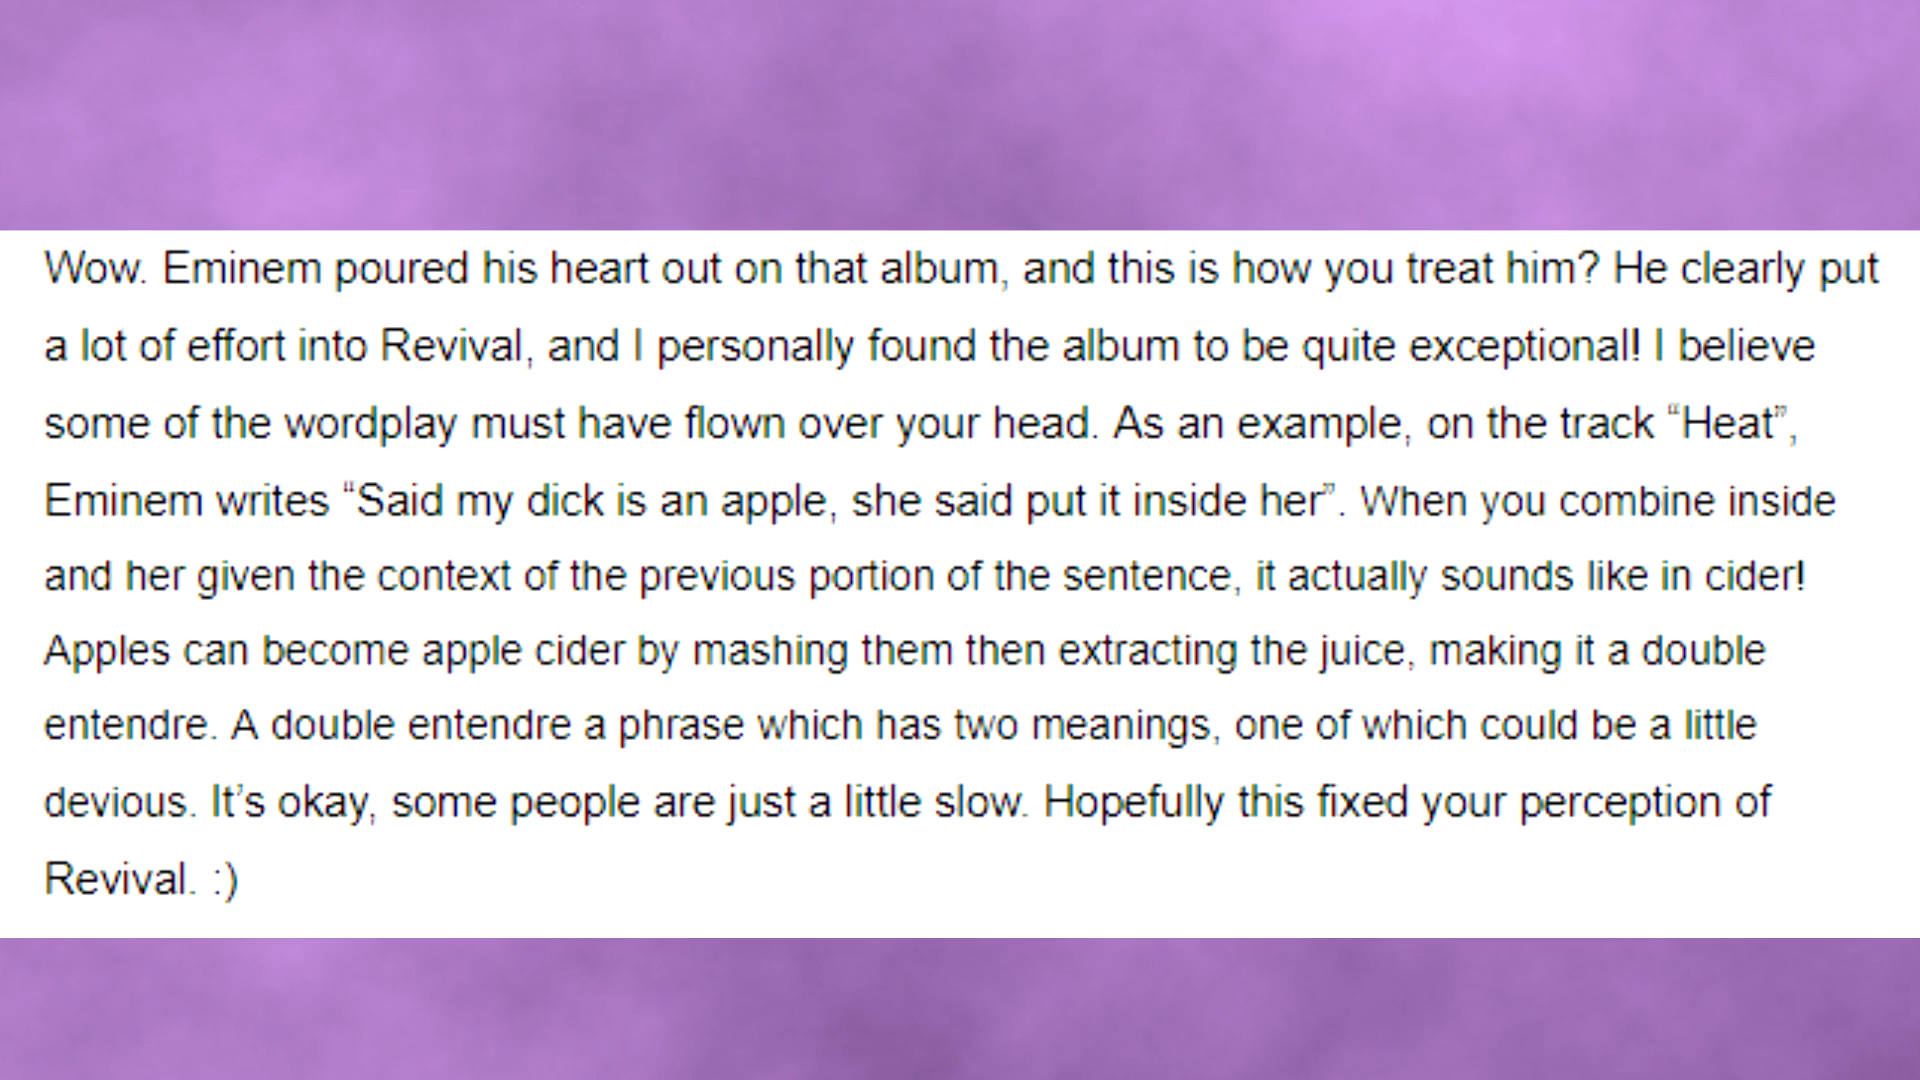 Wow. Eminem poured his heart out on that album, and this is how you treat him? He clearly put
a lot of effort into Revival, and I personally found the album to be quite exceptional! I believe
some of the wordplay must have flown over your head. As an example, on the track “Heat”,
Eminem writes “Said my dick is an apple, she said put it inside her”. When you combine inside
and her given the context of the previous portion of the sentence, it actually sounds like in cider!
Apples can become apple cider by mashing them then extracting the juice, making it a double
entendre. A double entendre a phrase which has two meanings, one of which could be a little
devious. It’s okay, some people are just a little slow. Hopefully this fixed your perception of
Revival. :)